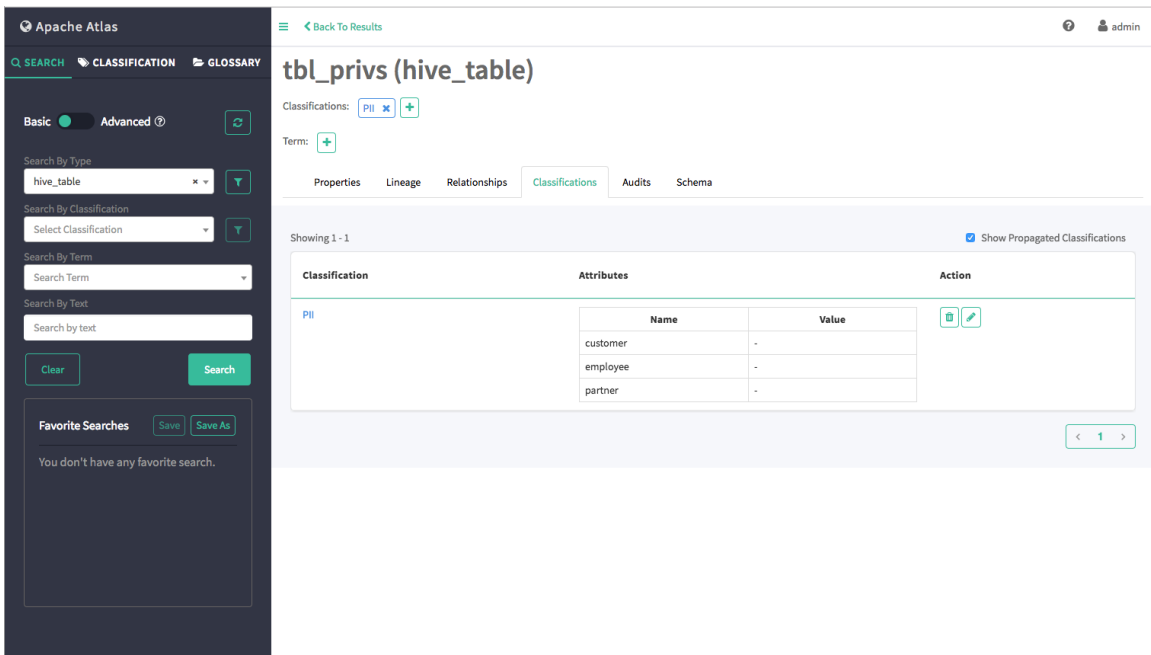 Apache Atlas
SEARCH CLASSIFICATION GLOSSARY
Basic Advanced
Search By Type
hive_table
Search By Classification
Select Classification
Search By Term
Search Term
Search By Text
Search by text
Clear Search
Favorite Searches Save Save As
You don't have any favorite search.
Back To Results admin
tbl_privs (hive_table)
Classifications: PII
Term:
Properties Lineage Relationships Classifications Audits Schema
Showing 1 - 1 Show Propagated Classifications
Classification Attributes Action
PII Name Value
customer -
employee -
partner -
< 1 >